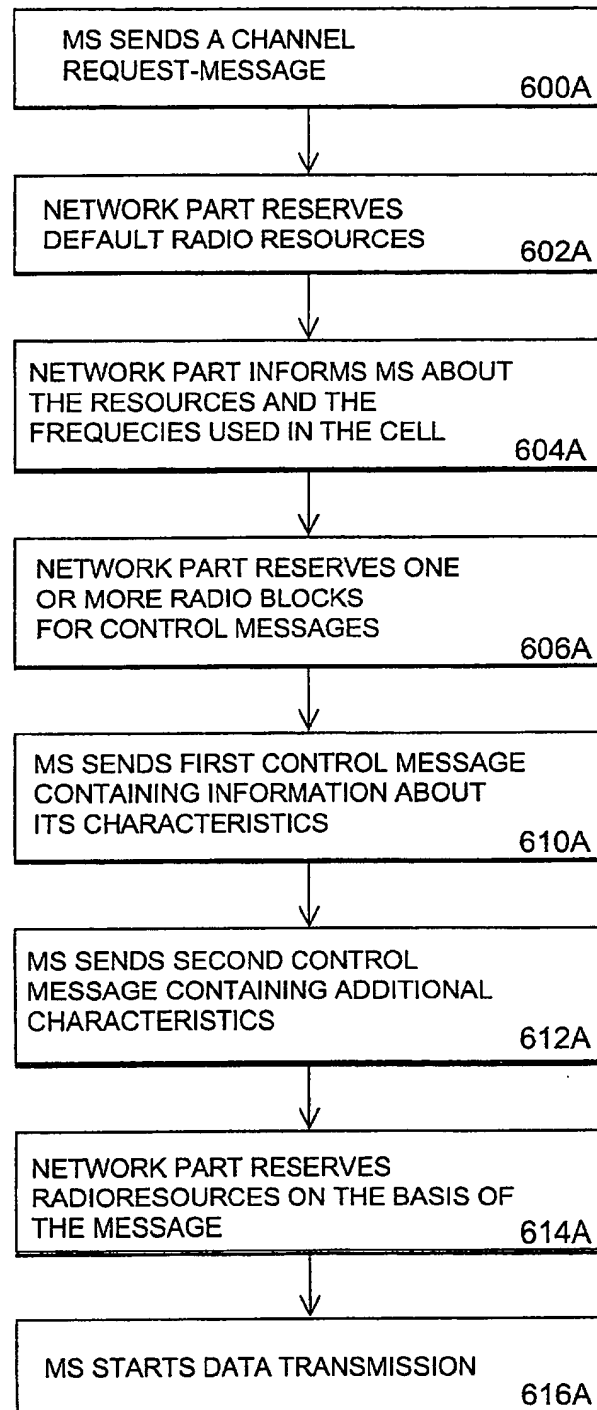 MS SENDS A CHANNEL
REQUEST-MESSAGE
600A
NETWORK PART RESERVES
DEFAULT RADIO RESOURCES
602A
NETWORK PART INFORMS MS ABOUT
THE RESOURCES AND THE
FREQUECIES USED IN THE CELL
604A
NETWORK PART RESERVES ONE
OR MORE RADIO BLOCKS
FOR CONTROL MESSAGES
606A
MS SENDS FIRST CONTROL MESSAGE
CONTAINING INFORMATION ABOUT
ITS CHARACTERISTICS
610A
MS SENDS SECOND CONTROL
MESSAGE CONTAINING ADDITIONAL
CHARACTERISTICS
612A
NETWORK PART RESERVES
RADIORESOURCES ON THE BASIS OF
THE MESSAGE
614A
MS STARTS DATA TRANSMISSION
616A